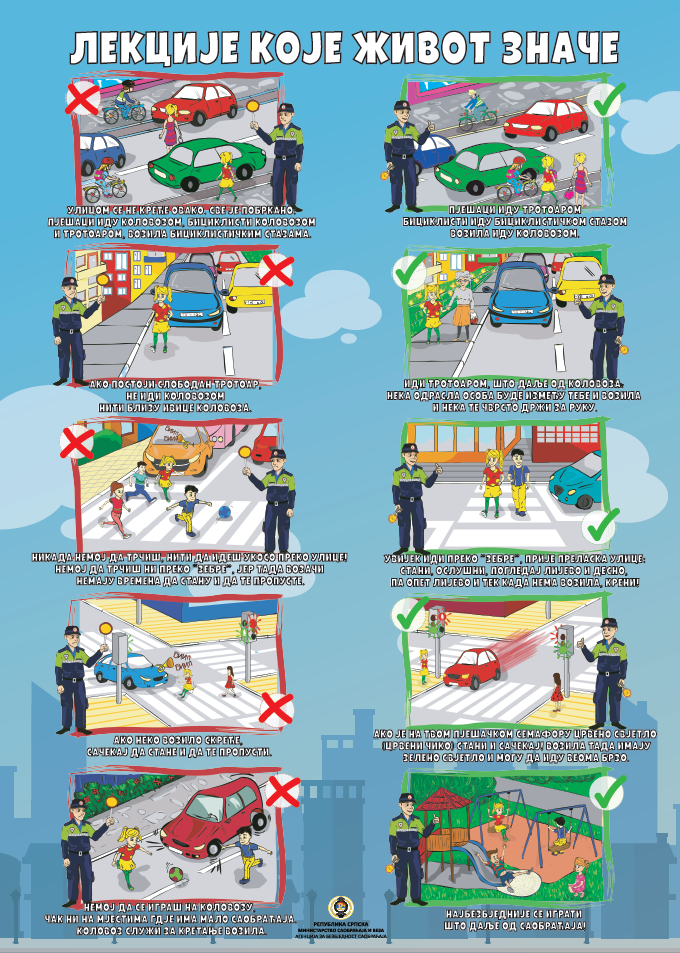 ЛЕКЦИЈЕ КОЈЕ ЖИВОТ ЗНАЧЕ
УЛИЦОМ СЕ НЕ КРЕЋЕ ОВАКО. СВЕ ЈЕ ПОБРКАНО.
ПЈЕШАЦИ ИДУ КОЛОВОЗОМ, БИЦИКЛИСТИ КОЛОВОЗОМ
И ТРОТОАРОМ, ВОЗИЛА БИЦИКЛИСТИЧКИМ СТАЗАМА.
ПЈЕШАЦИ ИДУ ТРОТОАРОМ
БИЦИКЛИСТИ ИДУ БИЦИКЛИСТИЧКОМ СТАЗОМ
ВОЗИЛА ИДУ КОЛОВОЗОМ.
АКО ПОСТОЈИ СЛОБОДАН ТРОТОАР,
НЕ ИДИ КОЛОВОЗОМ
НИТИ БЛИЗУ ИВИЦЕ КОЛОВОЗА.
ИДИ ТРОТОАРОМ, ШТО ДАЉЕ ОД КОЛОВОЗА.
НЕКА ОДРАСЛА ОСОБА БУДЕ ИЗМЕЂУ ТЕБЕ И ВОЗИЛА
И НЕКА ТЕ ЧВРСТО ДРЖИ ЗА РУКУ.
НИКАДА НЕМОЈ ДА ТРЧИШ, НИТИ ДА ИДЕШ УКОСО ПРЕКО УЛИЦЕ!
НЕМОЈ ДА ТРЧИШ НИ ПРЕКО "ЗЕБРЕ", ЈЕР ТАДА ВОЗАЧИ
НЕМАЈУ ВРЕМЕНА ДА СТАНУ И ДА ТЕ ПРОПУСТЕ.
УВИЈЕК ИДИ ПРЕКО "ЗЕБРЕ", ПРИЈЕ ПРЕЛАСКА УЛИЦЕ:
СТАНИ, ОСЛУШНИ, ПОГЛЕДАЈ ЛИЈЕВО И ДЕСНО,
ПА ОПЕТ ЛИЈЕВО И ТЕК КАДА НЕМА ВОЗИЛА, КРЕНИ!
АКО НЕКО ВОЗИЛО СКРЕЋЕ,
САЧЕКАЈ ДА СТАНЕ И ДА ТЕ ПРОПУСТИ.
АКО ЈЕ НА ТВОМ ПЈЕШАЧКОМ СЕМАФОРУ ЦРВЕНО СВЈЕТЛО
(ЦРВЕНИ ЧИКО) СТАНИ И САЧЕКАЈ! ВОЗИЛА ТАДА ИМАЈУ
ЗЕЛЕНО СВЈЕТЛО И МОГУ ДА ИДУ ВЕОМА БРЗО.
НЕМОЈ ДА СЕ ИГРАШ НА КОЛОВОЗУ,
ЧАК НИ НА МЈЕСТИМА ГДЈЕ ИМА МАЛО САОБРАЋАЈА.
КОЛОВОЗ СЛУЖИ ЗА КРЕТАЊЕ ВОЗИЛА.
НАЈБЕЗБЈЕДНИЈЕ СЕ ИГРАТИ
ШТО ДАЉЕ ОД САОБРАЋАЈА!
РЕПУБЛИКА СРПСКА
МИНИСТАРСТВО САОБРАЋАЈА И ВЕЗА
АГЕНЦИЈА ЗА БЕЗБЈЕДНОСТ САОБРАЋАЈА